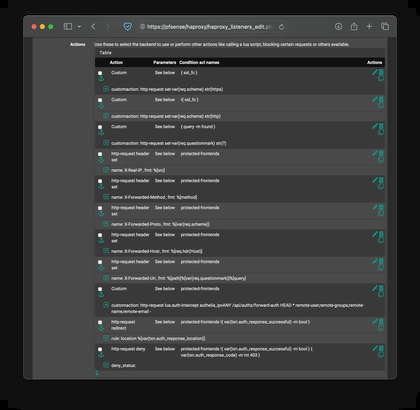 https://pfsense/haproxy/haproxy_listeners_edit.ph
Actions Use these to select the backend to use or perform other actions like calling a lua script, blocking certain requests or others available.
Table
Action Parameters Condition acl names Actions
Custom See below { ssl_fc }
customaction: http-request set-var(req.scheme) str(https)
Custom See below !{ ssl_fc }
customaction: http-request set-var(req.scheme) str(http)
Custom See below { query -m found }
customaction: http-request set-var(req.questionmark) str(?)
http-request header See below protected-frontends
set
name: X-Real-IP, fmt: %[src]
http-request header See below protected-frontends
set
name: X-Forwarded-Method, fmt: %[method]
http-request header See below protected-frontends
set
name: X-Forwarded-Proto, fmt: %[var(req.scheme)]
http-request header See below protected-frontends
set
name: X-Forwarded-Host, fmt: %[req.hdr(Host)]
http-request header See below protected-frontends
set
name: X-Forwarded-Uri, fmt: %[path]%[var(req.questionmark)]%[query]
Custom See below protected-frontends
customaction: http-request lua.auth-intercept authelia_ipvANY /api/authz/forward-auth HEAD * remote-user,remote-groups,remote-
name,remote-email -
http-request See below protected-frontends !{ var(txn.auth_response_successful) -m bool }
redirect
rule: location %[var(txn.auth_response_location)]
http-request deny See below protected-frontends !{ var(txn.auth_response_successful) -m bool } {
var(txn.auth_response_code) -m int 403 }
deny_status: